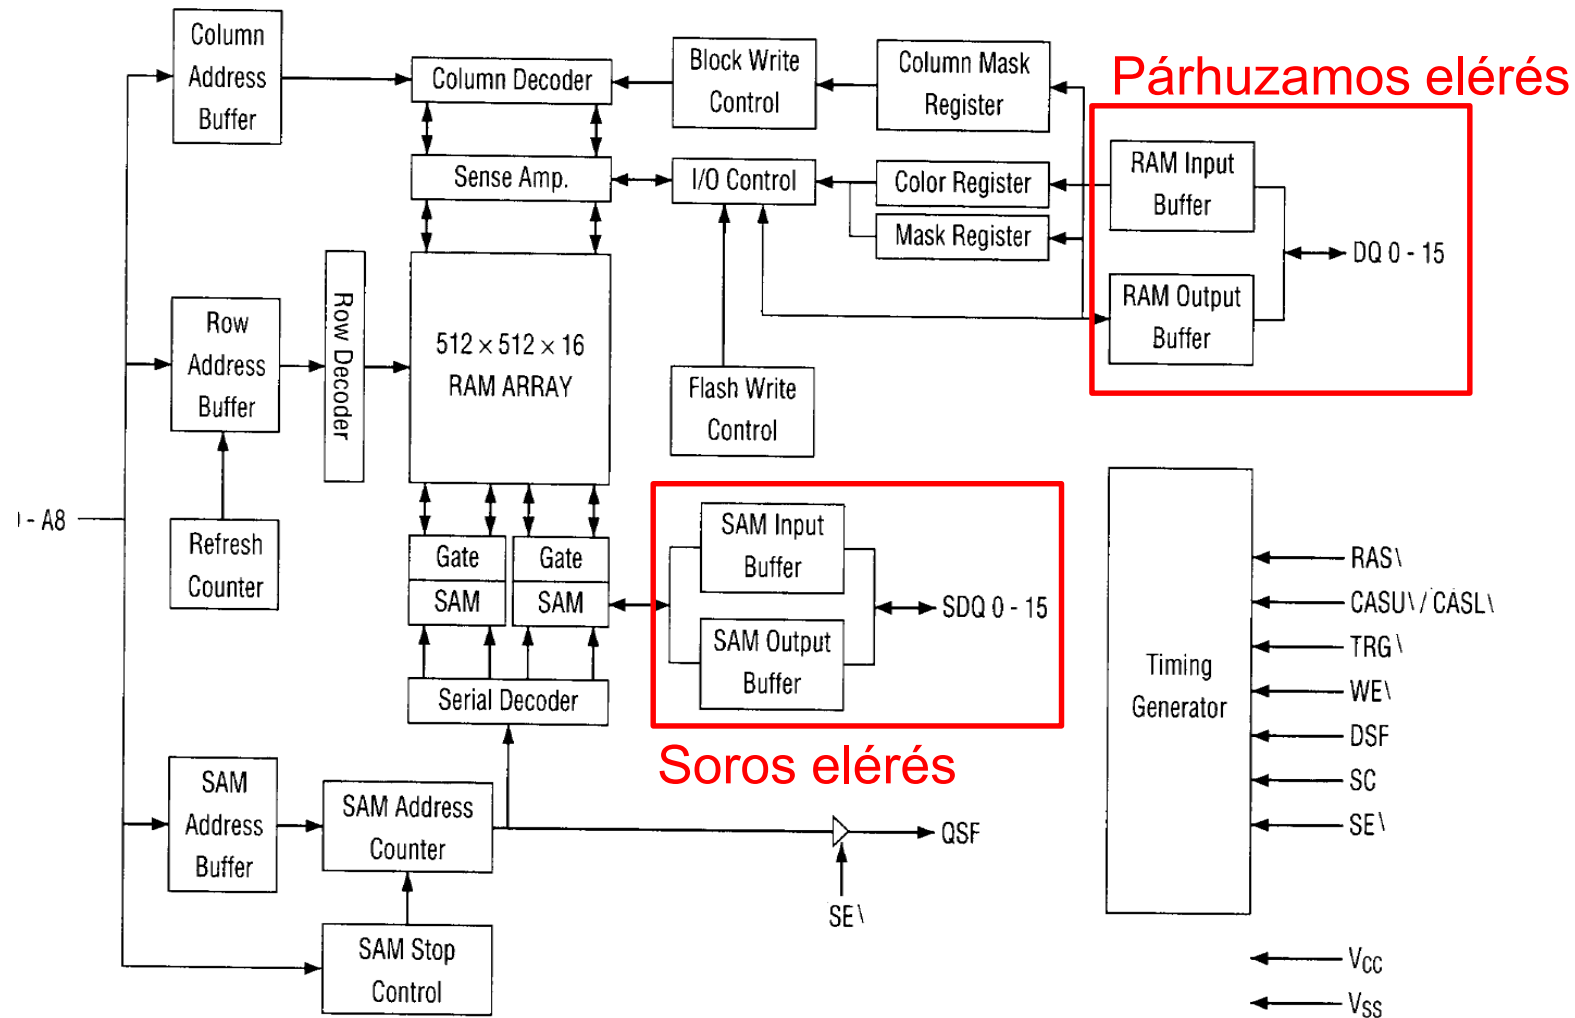 Column
Address
Buffer
Column Decoder
Block Write
Control
Column Mask
Register
Párhuzamos elérés
Sense Amp.
I/O Control
Color Register
Mask Register
RAM Input
Buffer
DQ 0 - 15
RAM Output
Buffer
Row
Address
Buffer
Row Decoder
512 × 512 × 16
RAM ARRAY
Flash Write
Control
- A8
Refresh
Counter
Gate
Gate
SAM
SAM
SAM Input
Buffer
SDQ 0 - 15
SAM Output
Buffer
Serial Decoder
Soros elérés
Timing
Generator
RAS\
CASU\ / CASL\
TRG\
WE\
DSF
SC
SE\
SAM
Address
Buffer
SAM Address
Counter
QSF
SE\
SAM Stop
Control
VCC
VSS